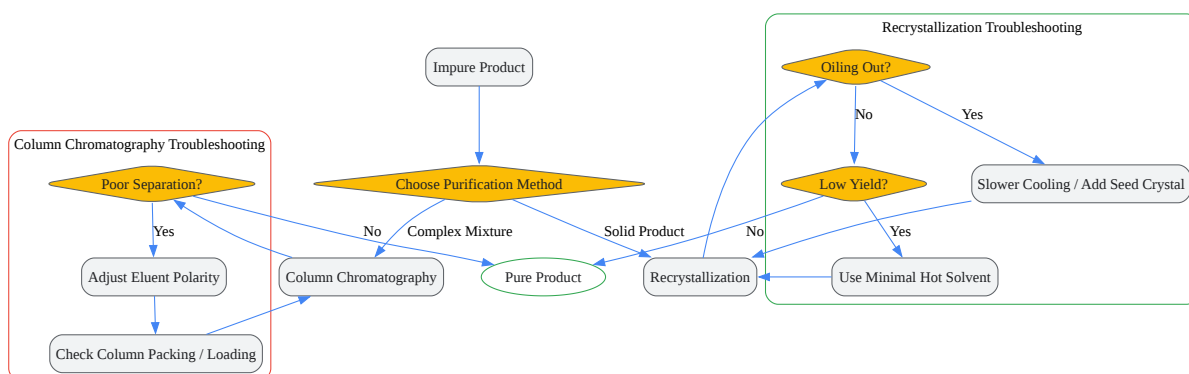 Recrystallization Troubleshooting
Impure Product
Oiling Out?
No
Yes
Column Chromatography Troubleshooting
Poor Separation?
Choose Purification Method
Low Yield?
Slower Cooling / Add Seed Crystal
Yes
No
Complex Mixture
Solid Product
No
Yes
Adjust Eluent Polarity
Column Chromatography
Pure Product
Recrystallization
Use Minimal Hot Solvent
Check Column Packing / Loading